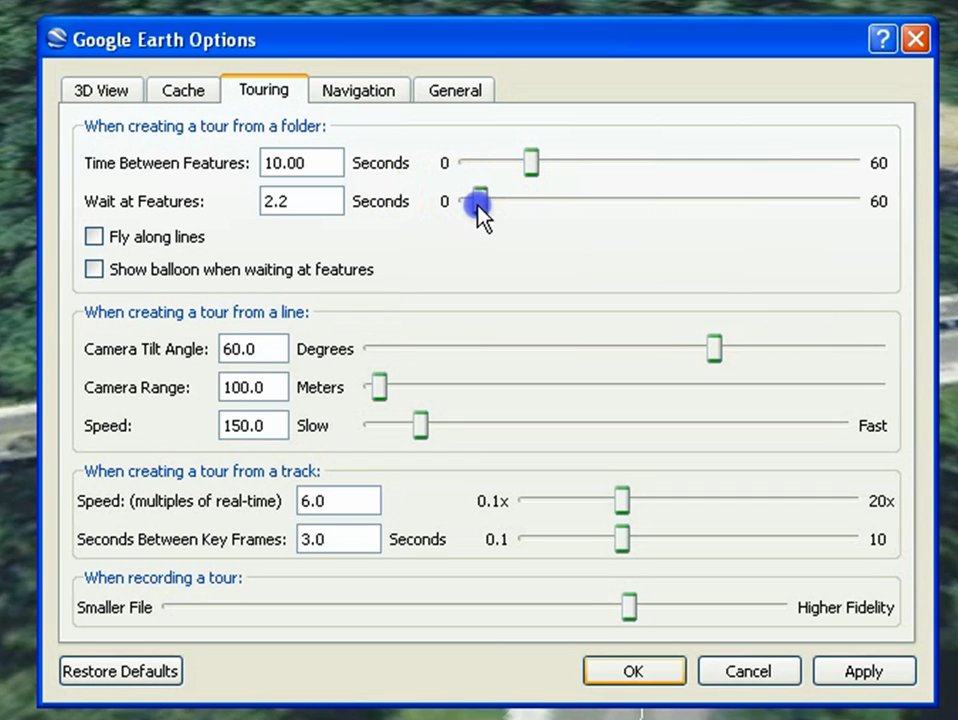 Google Earth Options
3D View Cache Touring Navigation General
When creating a tour from a folder:
Time Between Features: 10.00 Seconds 0 60
Wait at Features: 2.2 Seconds 0 60
Fly along lines
Show balloon when waiting at features
When creating a tour from a line:
Camera Tilt Angle: 60.0 Degrees
Camera Range: 100.0 Meters
Speed: 150.0 Slow Fast
When creating a tour from a track:
Speed: (multiples of real-time) 6.0 0.1x 20x
Seconds Between Key Frames: 3.0 Seconds 0.1 10
When recording a tour:
Smaller File Higher Fidelity
Restore Defaults OK Cancel Apply